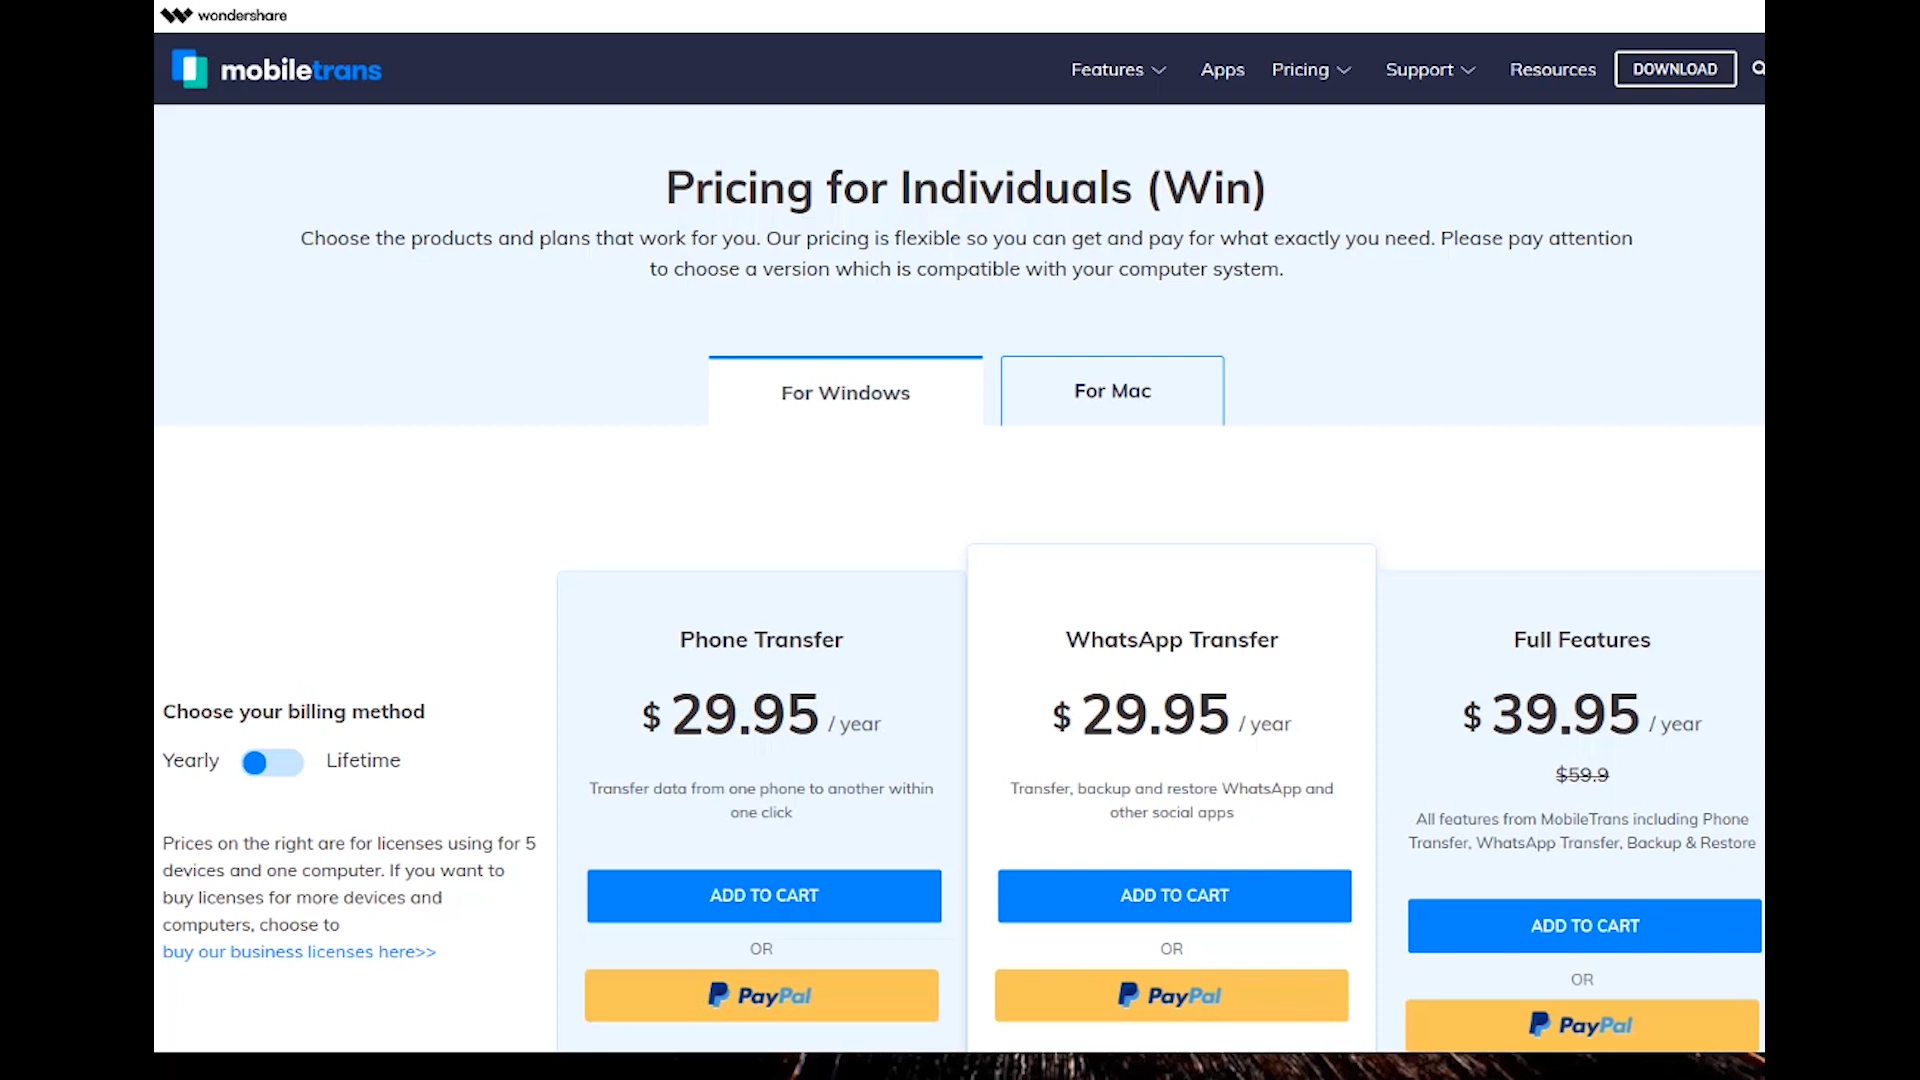 wondershare
mobiletrans
Features
Apps
Pricing
Support
Resources
DOWNLOAD
Pricing for Individuals (Win)
Choose the products and plans that work for you. Our pricing is flexible so you can get and pay for what exactly you need. Please pay attention
to choose a version which is compatible with your computer system.
For Windows
For Mac
Choose your billing method
Yearly
Lifetime
Prices on the right are for licenses using for 5
devices and one computer. If you want to
buy licenses for more devices and
computers, choose to
buy our business licenses here>>
Phone Transfer
$ 29.95 / year
Transfer data from one phone to another within
one click
ADD TO CART
OR
PayPal
WhatsApp Transfer
$ 29.95 / year
Transfer, backup and restore WhatsApp and
other social apps
ADD TO CART
OR
PayPal
Full Features
$ 39.95 / year
$59.9
All features from MobileTrans including Phone
Transfer, WhatsApp Transfer, Backup & Restore
ADD TO CART
OR
PayPal